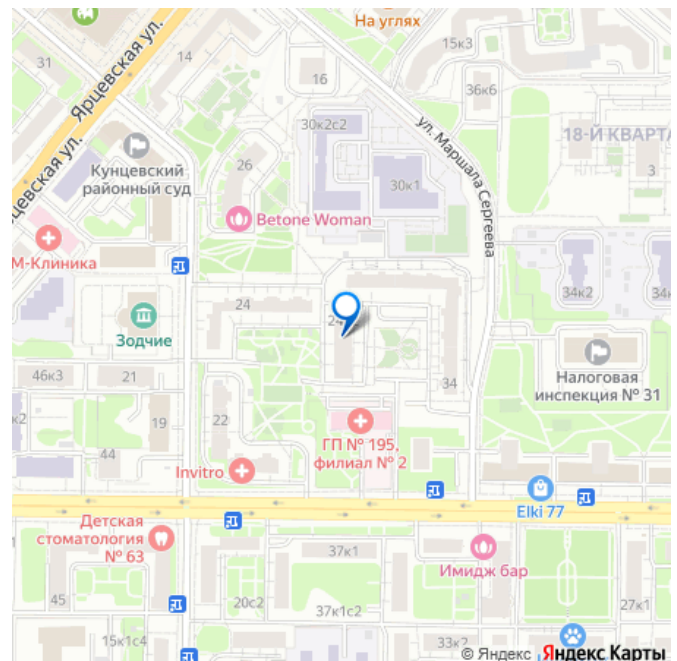 На углях
15к3
31
Ярцевская ул.
14
16
36к6
30к2с2
ул. Маршала Сергеева
18-Й КВАРТА
3
цевская ул.
Кунцевский
районный суд
26
30к1
Betone Woman
М-Клиника
34к2
34к
24
Зодчие
24
46к3
21
34
Налоговая
инспекция № 31
к2
19
22
44
ГП № 195,
филиал № 2
Invitro
Elki 77
Детская
стоматология
№ 63
37к1
Имидж бар
45
20с2
37к1с2
27к1
15к1с4
33к2
© Яндекс Яндекс Карты